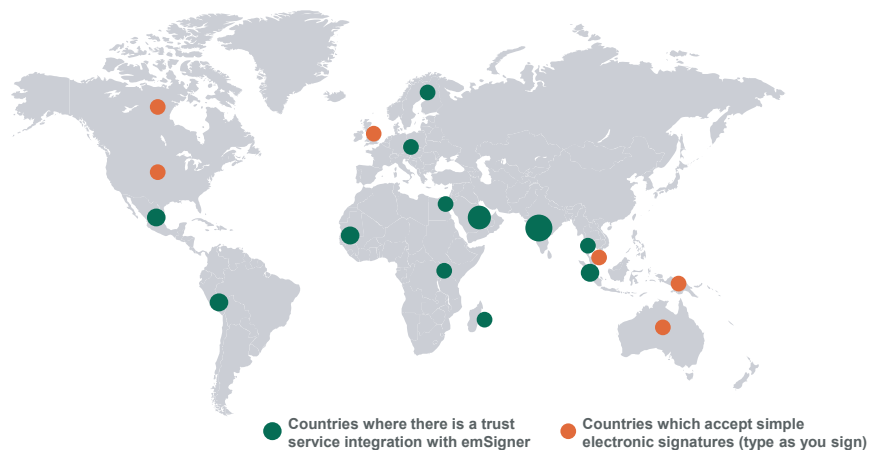 Countries where there is a trust
service integration with emSigner
Countries which accept simple
electronic signatures (type as you sign)